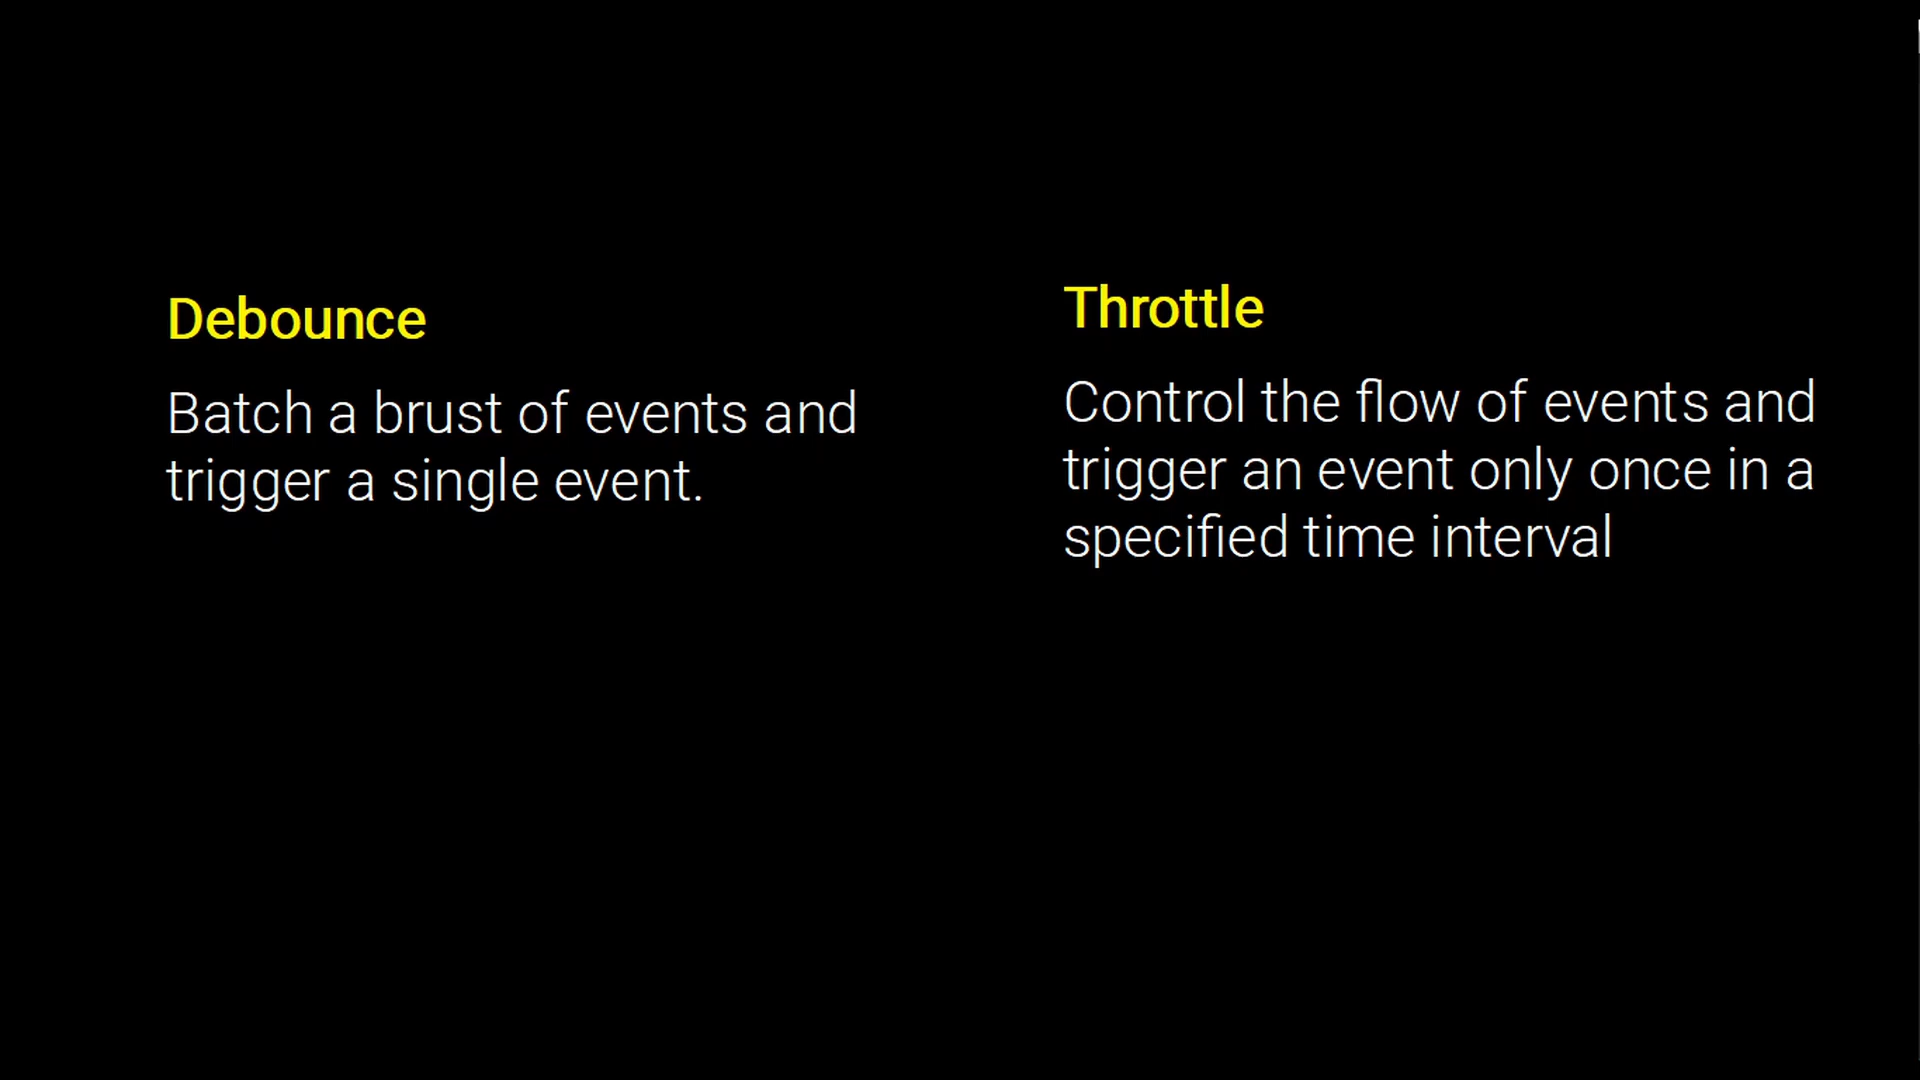 Debounce
Batch a brust of events and
trigger a single event.
Throttle
Control the flow of events and
trigger an event only once in a
specified time interval